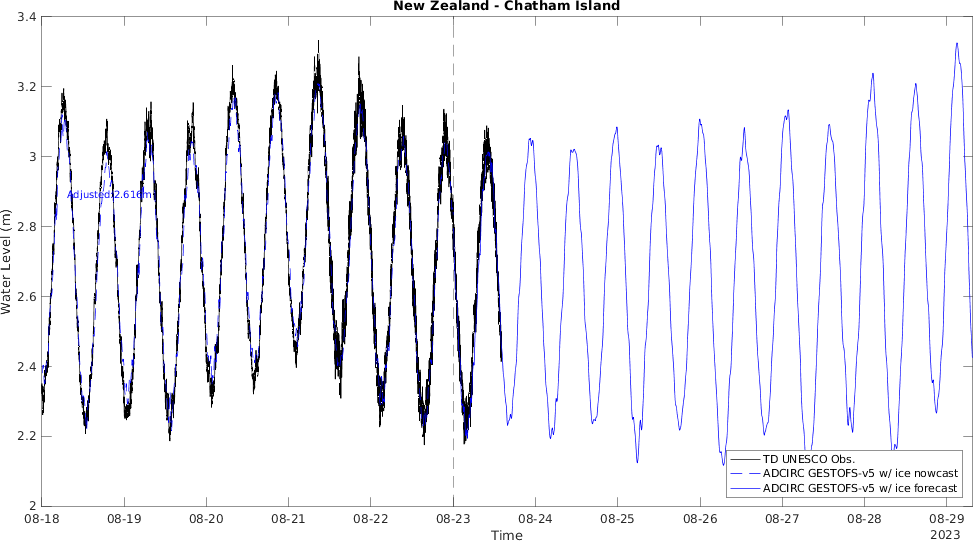 New Zealand - Chatham Island
3.4
3.2
3
2.8
2.6
2.4
2.2
2
Water Level (m)
Adjusted:2.616m
TD UNESCO Obs.
ADCIRC GESTOFS-v5 w/ ice nowcast
ADCIRC GESTOFS-v5 w/ ice forecast
08-18 08-19 08-20 08-21 08-22 08-23 08-24 08-25 08-26 08-27 08-28 08-29
2023
Time